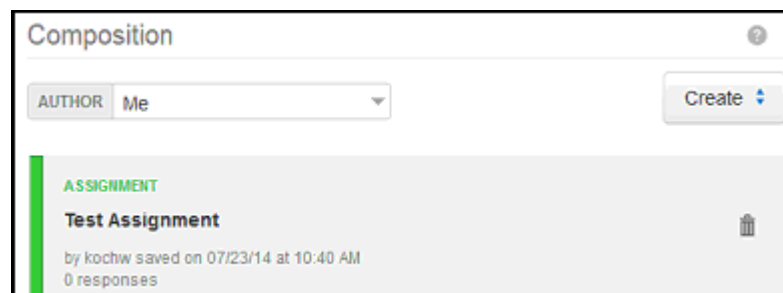 Composition
?
AUTHOR Me
Create
ASSIGNMENT
Test Assignment
by kochw saved on 07/23/14 at 10:40 AM
0 responses